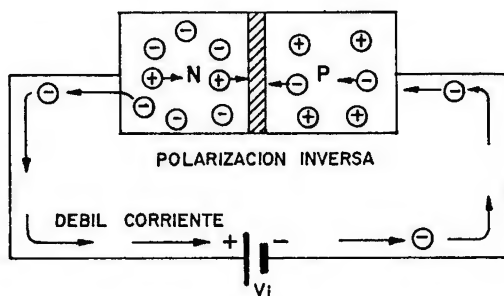 N P
POLARIZACION INVERSA
DEBIL CORRIENTE + -
Vi